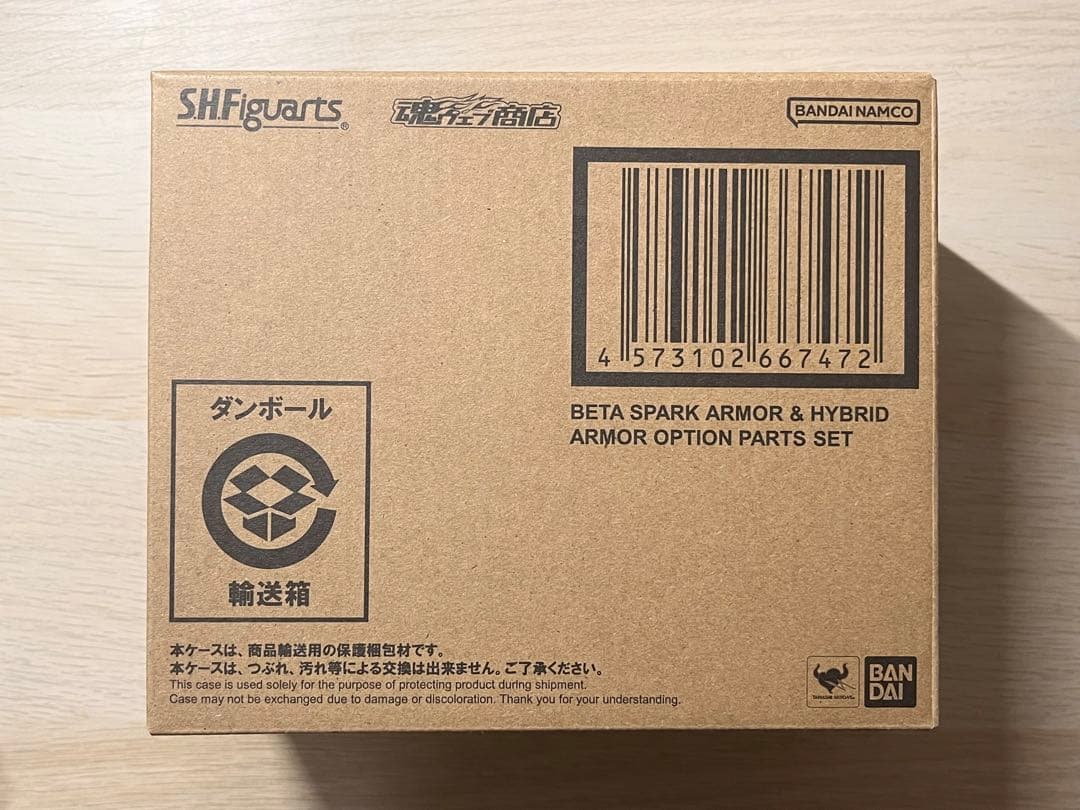 S.H.Figuarts®
魂ウェブ商店
BANDAI NAMCO
4 573102 667472
BETA SPARK ARMOR & HYBRID
ARMOR OPTION PARTS SET
ダンボール
輸送箱
本ケースは、商品輸送用の保護梱包材です。
本ケースは、つぶれ、汚れ等による交換は出来ません。ご了承ください。
This case is used solely for the purpose of protecting product during shipment.
Case may not be exchanged due to damage or discoloration. Thank you for your understanding.
TAMASHII NATIONS
BAN
DAI